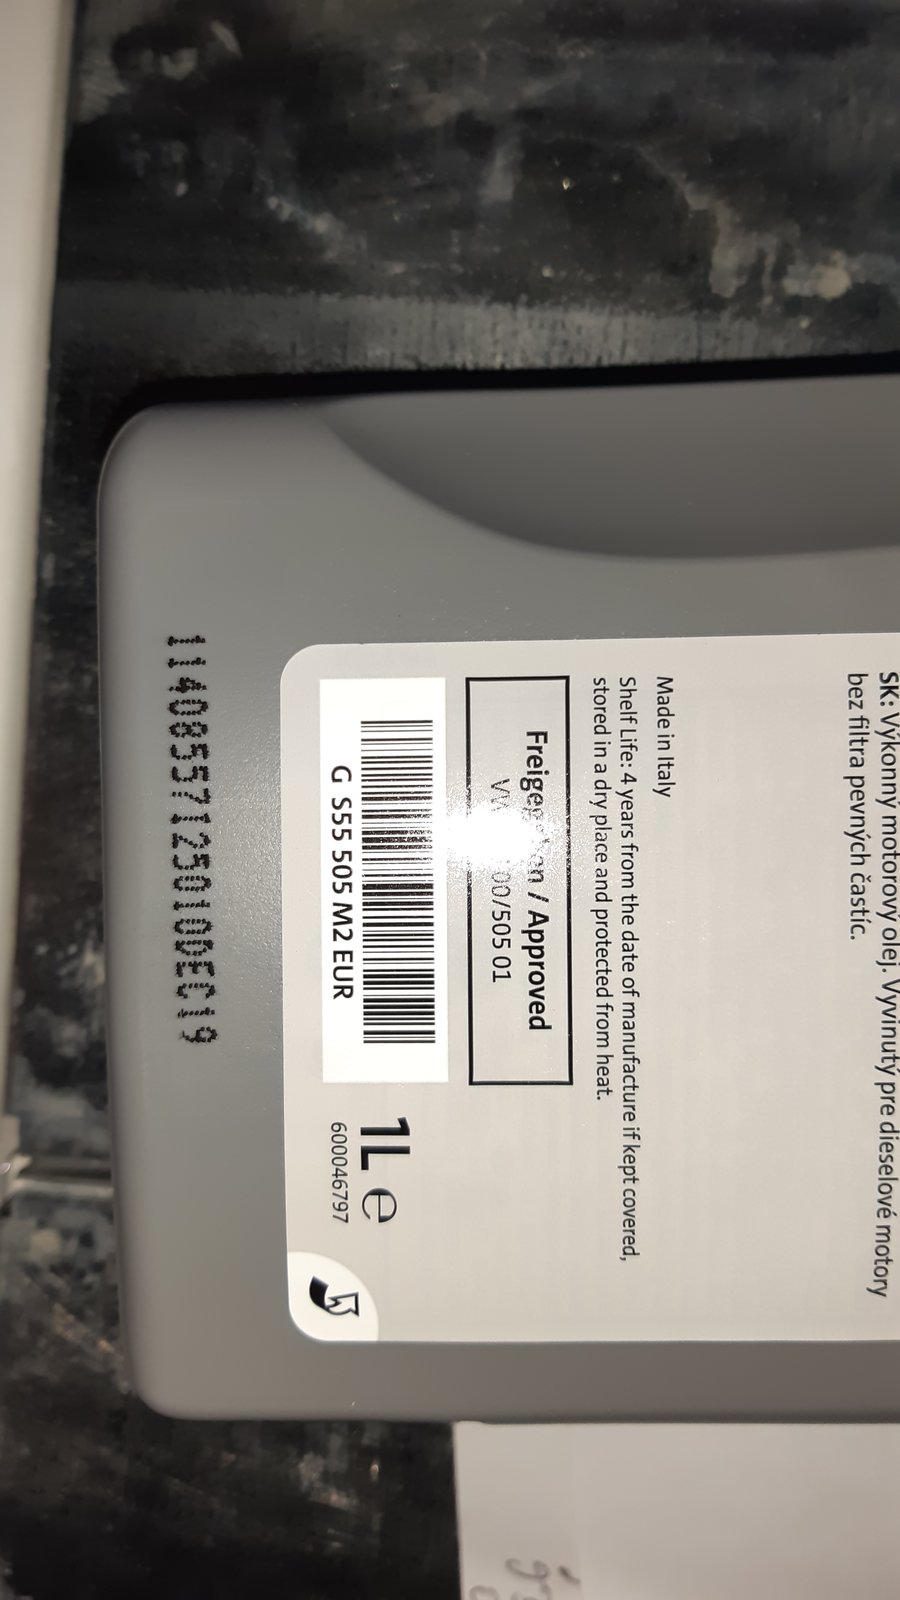 SK: Výkonný motorový olej. Vyvinutý pre dieselové motory
bez filtra pevných častíc.
Made in Italy
Shelf Life: 4 years from the date of manufacture if kept covered,
stored in a dry place and protected from heat.
/ Approved
00/505 01
G S55 505 M2 EUR
1L e
600046797
11408557125010DEC19